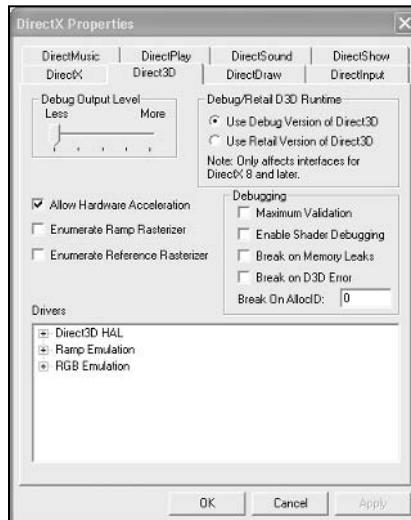 DirectX Properties
DirectMusic DirectPlay DirectSound DirectShow
DirectX Direct3D DirectDraw DirectInput
Debug Output Level
Less More
Debug/Retail D3D Runtime
Use Debug Version of Direct3D
Use Retail Version of Direct3D
Note: Only affects interfaces for
DirectX 8 and later.
Allow Hardware Acceleration
Enumerate Ramp Rasterizer
Enumerate Reference Rasterizer
Debugging
Maximum Validation
Enable Shader Debugging
Break on Memory Leaks
Break on D3D Error
Break On AllocID: 0
Drivers
Direct3D HAL
Ramp Emulation
RGB Emulation
OK Cancel Apply